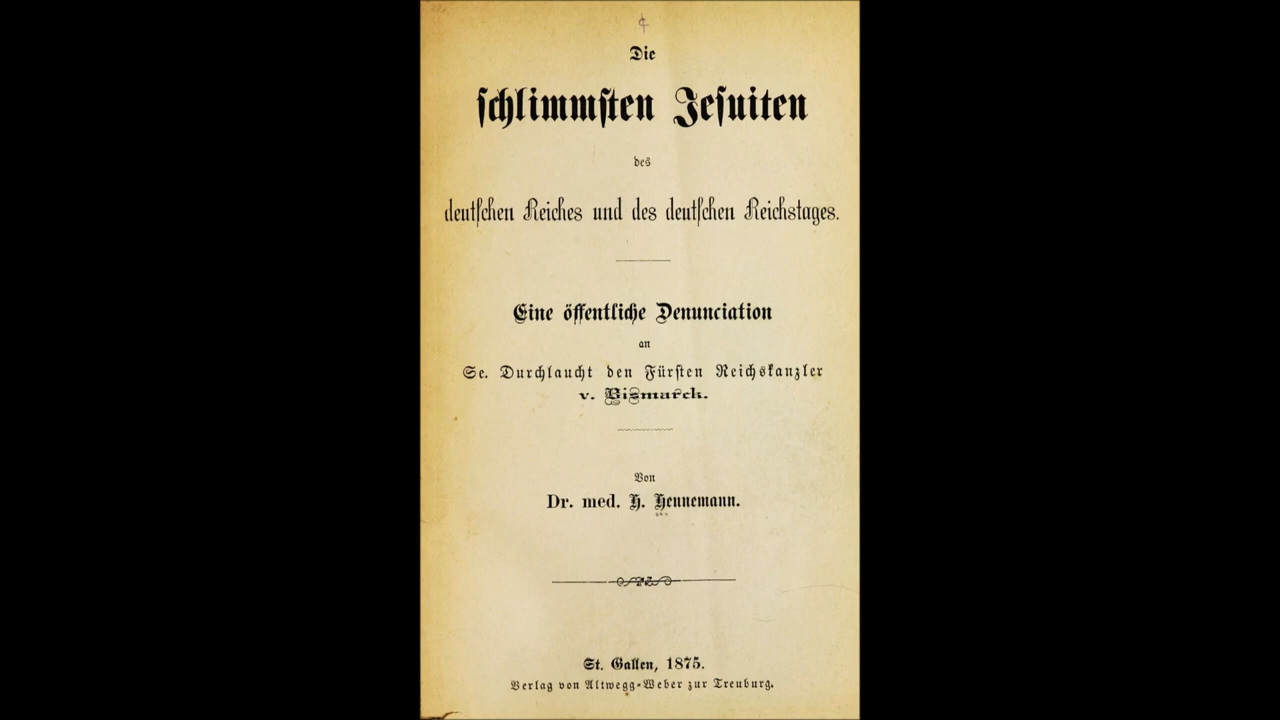 Die
schlimmsten Jesuiten
des
deutschen Reiches und des deutschen Reichstages.
Eine öffentliche Denunciation
an
Se. Durchlaucht den Fürsten Reichskanzler
v. Bismarck.
Von
Dr. med. H. Hennemann.
St. Gallen, 1875.
Verlag von Altwegg-Weber zur Treuburg.